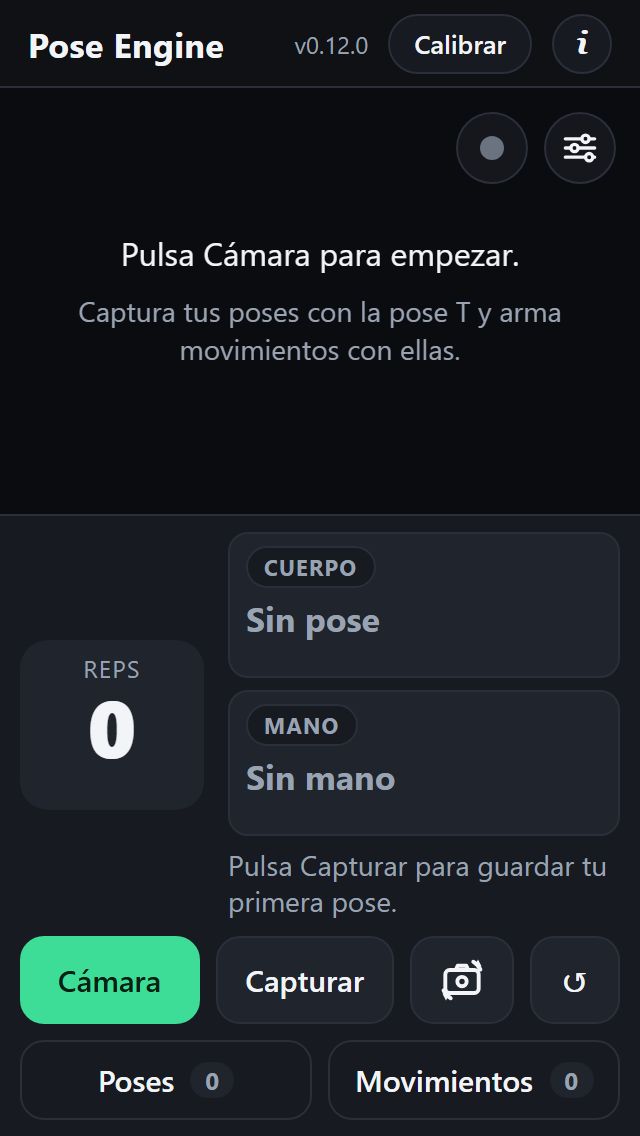 Pose Engine v0.12.0 Calibrar i
Pulsa Cámara para empezar.
Captura tus poses con la pose T y arma
movimientos con ellas.
CUERPO
Sin pose
REPS
0
MANO
Sin mano
Pulsa Capturar para guardar tu
primera pose.
Cámara Capturar ↺
Poses 0 Movimientos 0